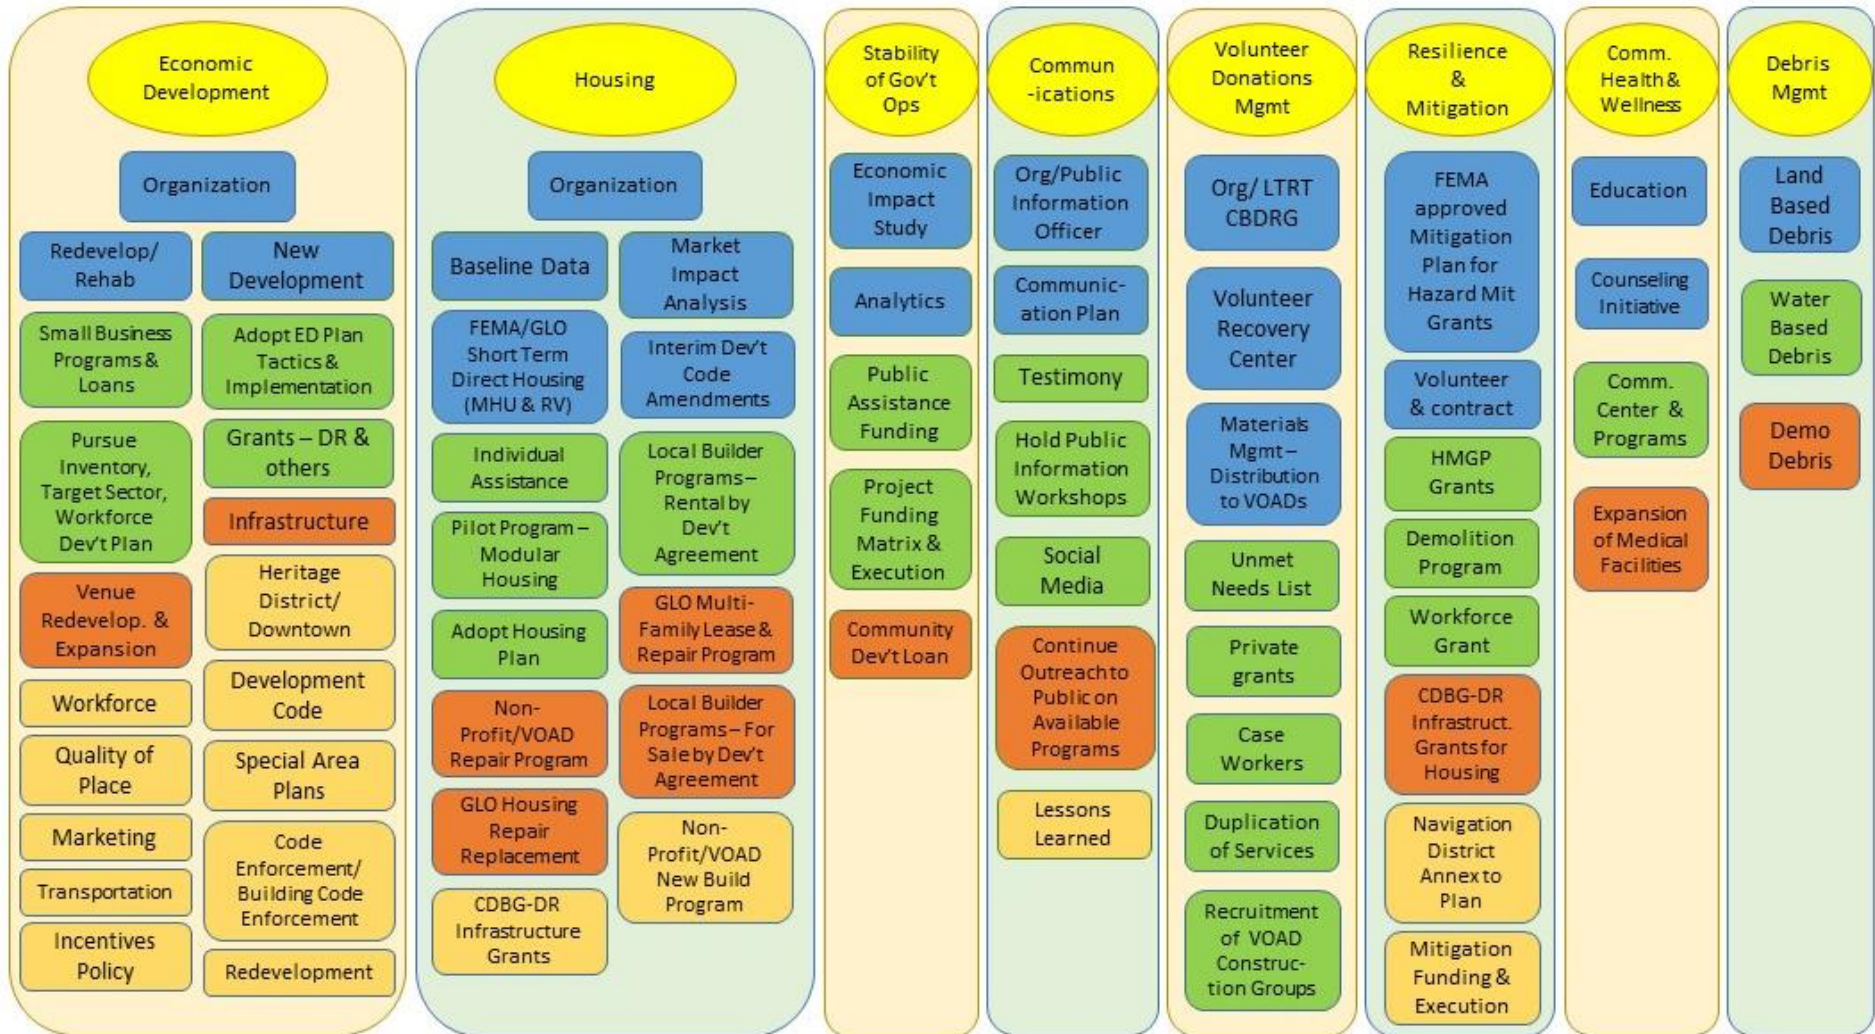 Economic
Development
Organization
Redevelop/
Rehab
New
Development
Small Business
Programs &
Loans
Adopt ED Plan
Tactics &
Implementation
Pursue
Inventory,
Target Sector,
Workforce
Dev't Plan
Grants – DR &
others
Infrastructure
Venue
Redevelop. &
Expansion
Heritage
District/
Downtown
Workforce
Development
Code
Quality of
Place
Special Area
Plans
Marketing
Code
Enforcement/
Building Code
Enforcement
Transportation
Incentives
Policy
Redevelopment
Housing
Organization
Baseline Data
Market
Impact
Analysis
FEMA/GLO
Short Term
Direct Housing
(MHU & RV)
Interim Dev't
Code
Amendments
Individual
Assistance
Local Builder
Programs –
Rental by
Dev't
Agreement
Pilot Program –
Modular
Housing
Adopt Housing
Plan
GLO Multi-
Family Lease &
Repair Program
Non-
Profit/VOAD
Repair Program
Local Builder
Programs – For
Sale by Dev't
Agreement
GLO Housing
Repair
Replacement
Non-
Profit/VOAD
New Build
Program
CDBG-DR
Infrastructure
Grants
Stability
of Gov't
Ops
Economic
Impact
Study
Analytics
Public
Assistance
Funding
Project
Funding
Matrix &
Execution
Community
Dev't Loan
Commun
-ications
Org/Public
Information
Officer
Communic-
ation Plan
Testimony
Hold Public
Information
Workshops
Social
Media
Continue
Outreach to
Public on
Available
Programs
Lessons
Learned
Volunteer
Donations
Mgmt
Org/ LTRT
CBDRG
Volunteer
Recovery
Center
Materials
Mgmt –
Distribution
to VOADs
Unmet
Needs List
Private
grants
Case
Workers
Duplication
of Services
Recruitment
of VOAD
Construc-
tion Groups
Resilience
&
Mitigation
FEMA
approved
Mitigation
Plan for
Hazard Mit
Grants
Volunteer
& contract
HMGP
Grants
Demolition
Program
Workforce
Grant
CDBG-DR
Infrastruct.
Grants for
Housing
Navigation
District
Annex to
Plan
Mitigation
Funding &
Execution
Comm.
Health &
Wellness
Education
Counseling
Initiative
Comm.
Center &
Programs
Expansion
of Medical
Facilities
Debris
Mgmt
Land
Based
Debris
Water
Based
Debris
Demo
Debris